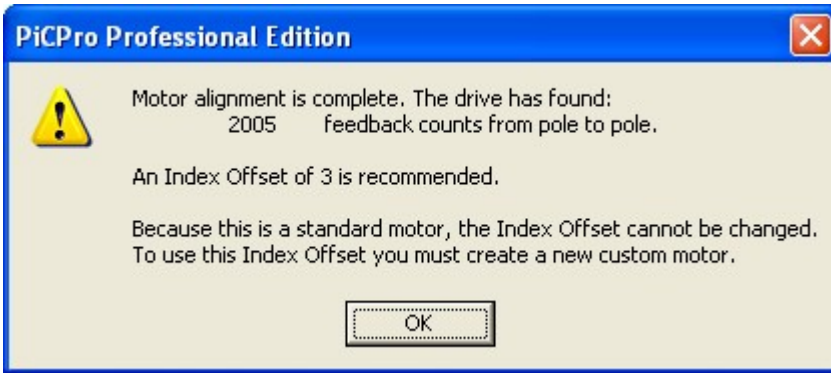 PiCPro Professional Edition
Motor alignment is complete. The drive has found:
2005 feedback counts from pole to pole.
An Index Offset of 3 is recommended.
Because this is a standard motor, the Index Offset cannot be changed.
To use this Index Offset you must create a new custom motor.
OK